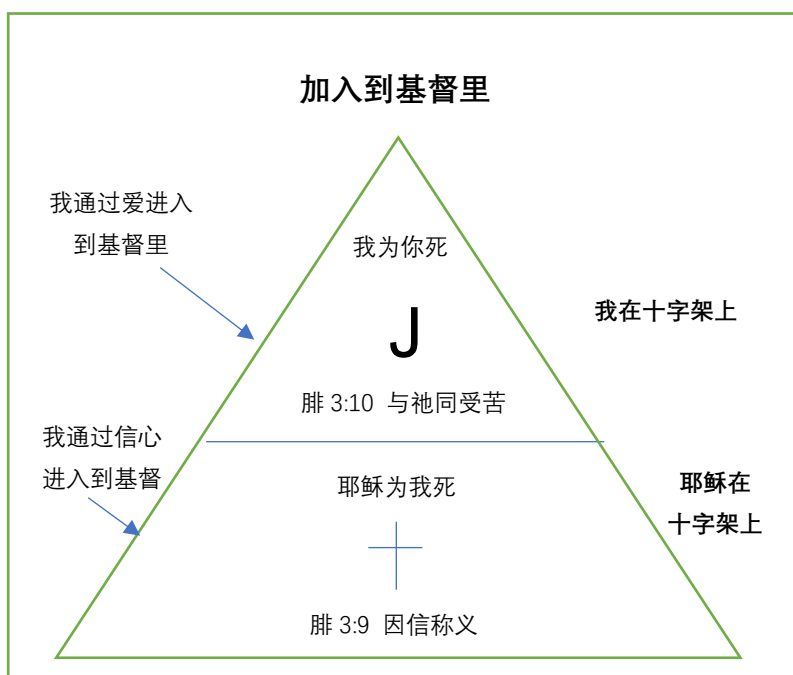 加入到基督里
我通过爱进入
到基督里
我为你死
J
我在十字架上
腓 3:10 与祂同受苦
我通过信心
进入到基督
耶稣为我死
耶稣在
十字架上
腓 3:9 因信称义